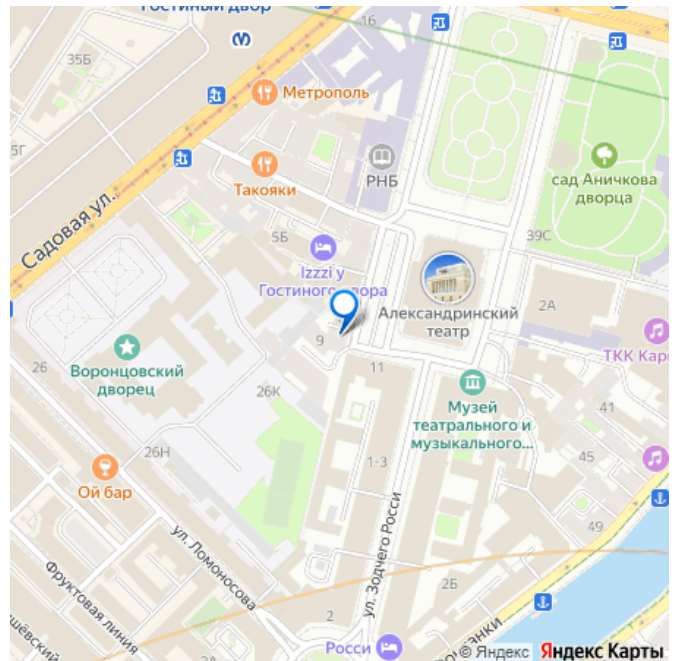 Гостиный двор
16
35Б
Метрополь
5Г
РНБ
Такояки
сад Аничкова
дворца
Садовая ул.
39С
5Б
Izzzi у
Гостиного двора
2А
Александринский
театр
9
ТКК Карн
Воронцовский
дворец
26
11
26К
Музей
театрального и
музыкального...
41
26Н
1-3
45
Ой бар
49
ул. Зодчего Росси
ул. Ломоносова
Фруктовая линия
2Б
2
Росси
© Яндекс Яндекс Карты